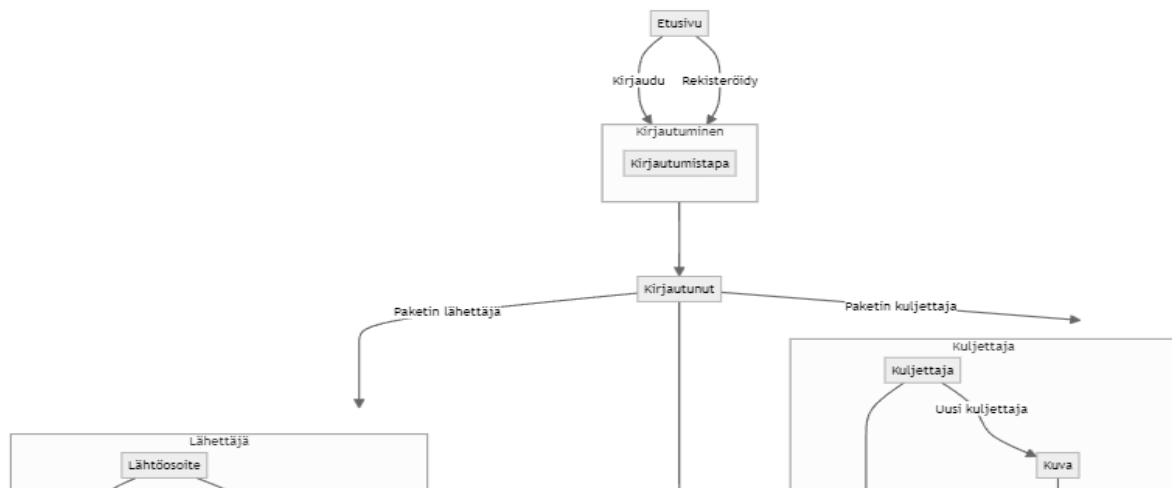 Etusivu
Kirjaudu
Rekisteröidy
Kirjautuminen
Kirjautumistapa
Kirjautunut
Paketin lähettäjä
Paketin kuljettaja
Kuljettaja
Kuljettaja
Uusi kuljettaja
Lähettäjä
Lähtöosoite
Kuva